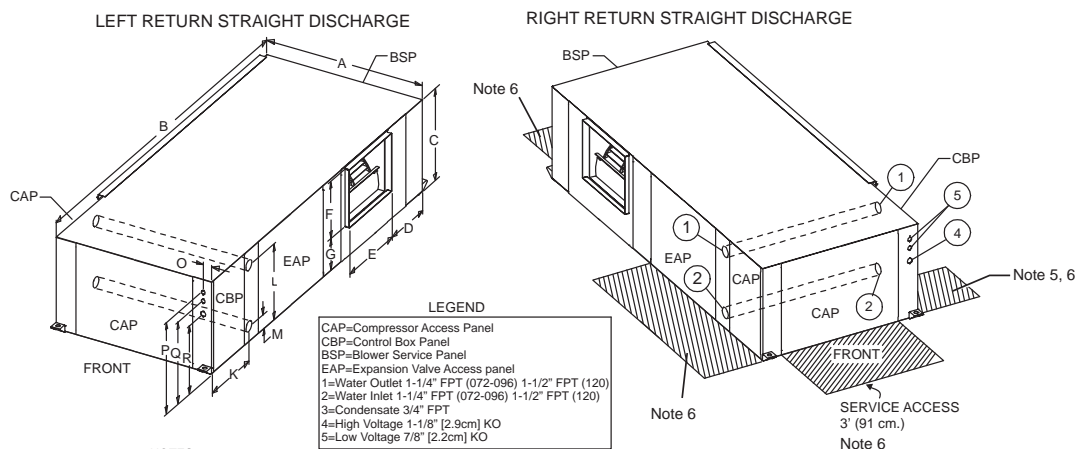 LEFT RETURN STRAIGHT DISCHARGE
RIGHT RETURN STRAIGHT DISCHARGE
A
BSP
B
C
CAP
F
D
O
EAP
G
E
L
CBP
CAP
M
P
Q
R
FRONT
K
BSP
Note 6
CBP
1
5
1
4
EAP
2
CAP
2
Note 5, 6
CAP
FRONT
Note 6
SERVICE ACCESS
3' (91 cm.)
Note 6
LEGEND
CAP=Compressor Access Panel
CBP=Control Box Panel
BSP=Blower Service Panel
EAP=Expansion Valve Access panel
1=Water Outlet 1-1/4" FPT (072-096) 1-1/2" FPT (120)
2=Water Inlet 1-1/4" FPT (072-096) 1-1/2" FPT (120)
3=Condensate 3/4" FPT
4=High Voltage 1-1/8" [2.9cm] KO
5=Low Voltage 7/8" [2.2cm] KO